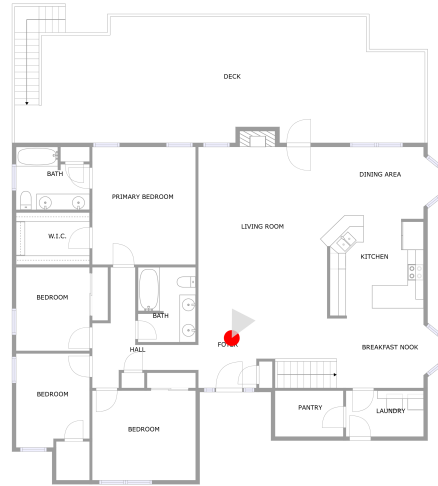 DECK
BATH
DINING AREA
PRIMARY BEDROOM
LIVING ROOM
W.I.C.
KITCHEN
BEDROOM
BATH
FOYER
HALL
BREAKFAST NOOK
BEDROOM
PANTRY
LAUNDRY
BEDROOM